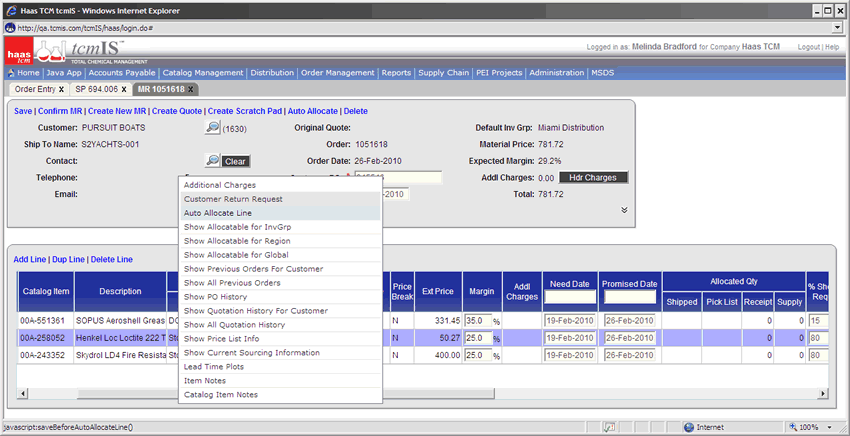 Haas TCM tcmIS - Windows Internet Explorer
http://qa.tcmis.com/tcmIS/haas/login.do#
haas tcm tcmIS TOTAL CHEMICAL MANAGEMENT
Logged in as: Melinda Bradford for Company Haas TCM Logout | Help
Home | Java App | Accounts Payable | Catalog Management | Distribution | Order Management | Reports | Supply Chain | PEI Projects | Administration | MSDS
Order Entry x SP 694.006 x MR 1051618 x
Save | Confirm MR | Create New MR | Create Quote | Create Scratch Pad | Auto Allocate | Delete
Customer: PURSUIT BOATS (1630) Original Quote: Default Inv Grp: Miami Distribution
Ship To Name: S2YACHTS-001 Order: 1051618 Material Price: 781.72
Contact: Clear Order Date: 26-Feb-2010 Expected Margin: 29.2%
Telephone: Addl Charges: 0.00 Hdr Charges
Email: -2010 Total: 781.72
Additional Charges
Customer Return Request
Auto Allocate Line
Show Allocatable for InvGrp
Show Allocatable for Region
Show Allocatable for Global
Show Previous Orders For Customer
Show All Previous Orders
Show PO History
Show Quotation History For Customer
Show All Quotation History
Show Price List Info
Show Current Sourcing Information
Lead Time Plots
Item Notes
Catalog Item Notes
Add Line | Dup Line | Delete Line
Catalog Item Description Price Break Ext Price Margin Addl Charges Need Date Promised Date Allocated Qty % Sh Req
Shipped Pick List Receipt Supply
00A-551361 SOPUS Aeroshell Greas DO N 331.45 35.0 % 19-Feb-2010 26-Feb-2010 0 0 15
00A-258052 Henkel Loc Loctite 222 T Sto N 50.27 25.0 % 19-Feb-2010 26-Feb-2010 0 0 80
00A-243352 Skydrol LD4 Fire Resista Sto N 400.00 25.0 % 19-Feb-2010 26-Feb-2010 0 0 80
javascript:saveBeforeAutoAllocateLine() Internet 100%